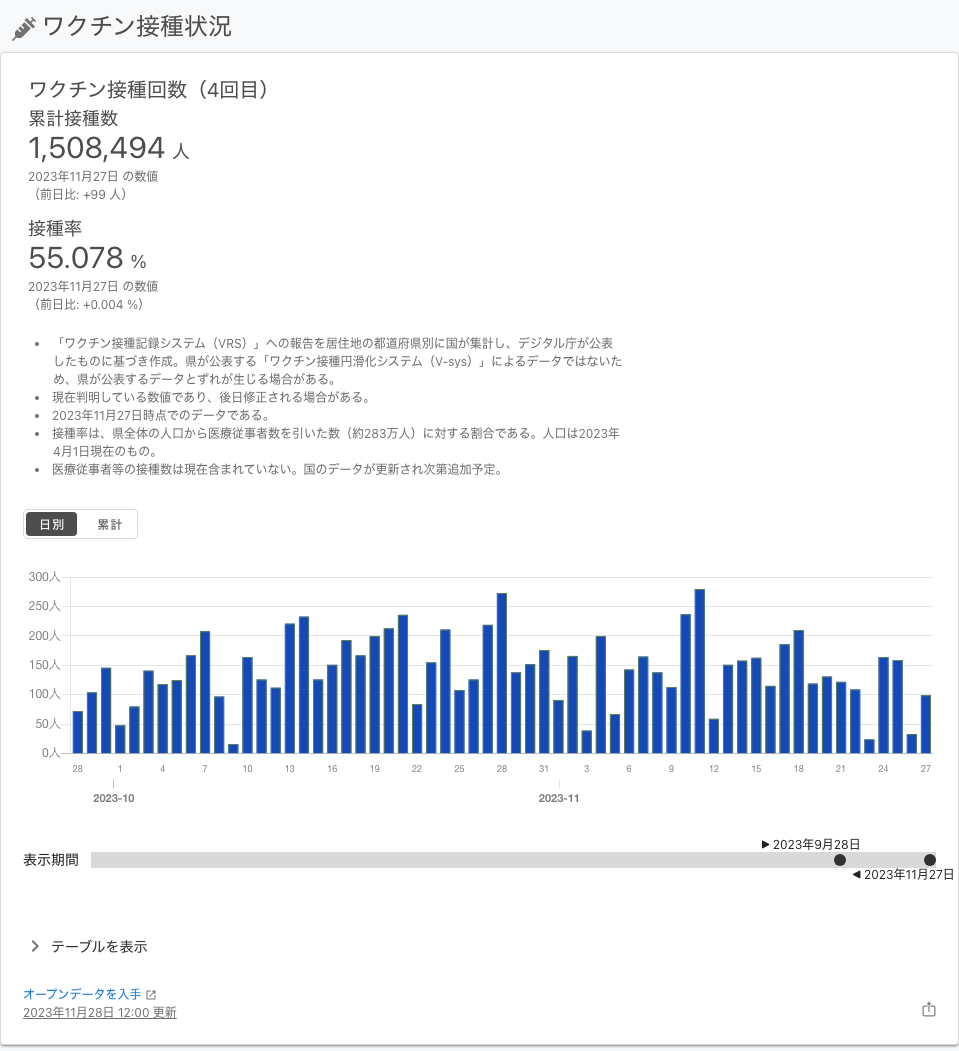 ワクチン接種状況
ワクチン接種回数（4回目）
累計接種数
1,508,494 人
2023年11月27日 の数値
（前日比: +99 人）
接種率
55.078 %
2023年11月27日 の数値
（前日比: +0.004 %）
• 「ワクチン接種記録システム（VRS）」への報告を居住地の都道府県別に国が集計し、デジタル庁が公表
したものに基づき作成。県が公表する「ワクチン接種円滑化システム（V-sys）」によるデータではないた
め、県が公表するデータとずれが生じる場合がある。
• 現在判明している数値であり、後日修正される場合がある。
• 2023年11月27日時点でのデータである。
• 接種率は、県全体の人口から医療従事者数を引いた数（約283万人）に対する割合である。人口は2023年
4月1日現在のもの。
• 医療従事者等の接種数は現在含まれていない。国のデータが更新され次第追加予定。
日別 累計
300人
250人
200人
150人
100人
50人
0人
28 1 4 7 10 13 16 19 22 25 28 31 3 6 9 12 15 18 21 24 27
2023-10 2023-11
▶ 2023年9月28日
表示期間
◀ 2023年11月27日
テーブルを表示
オープンデータを入手
2023年11月28日 12:00 更新